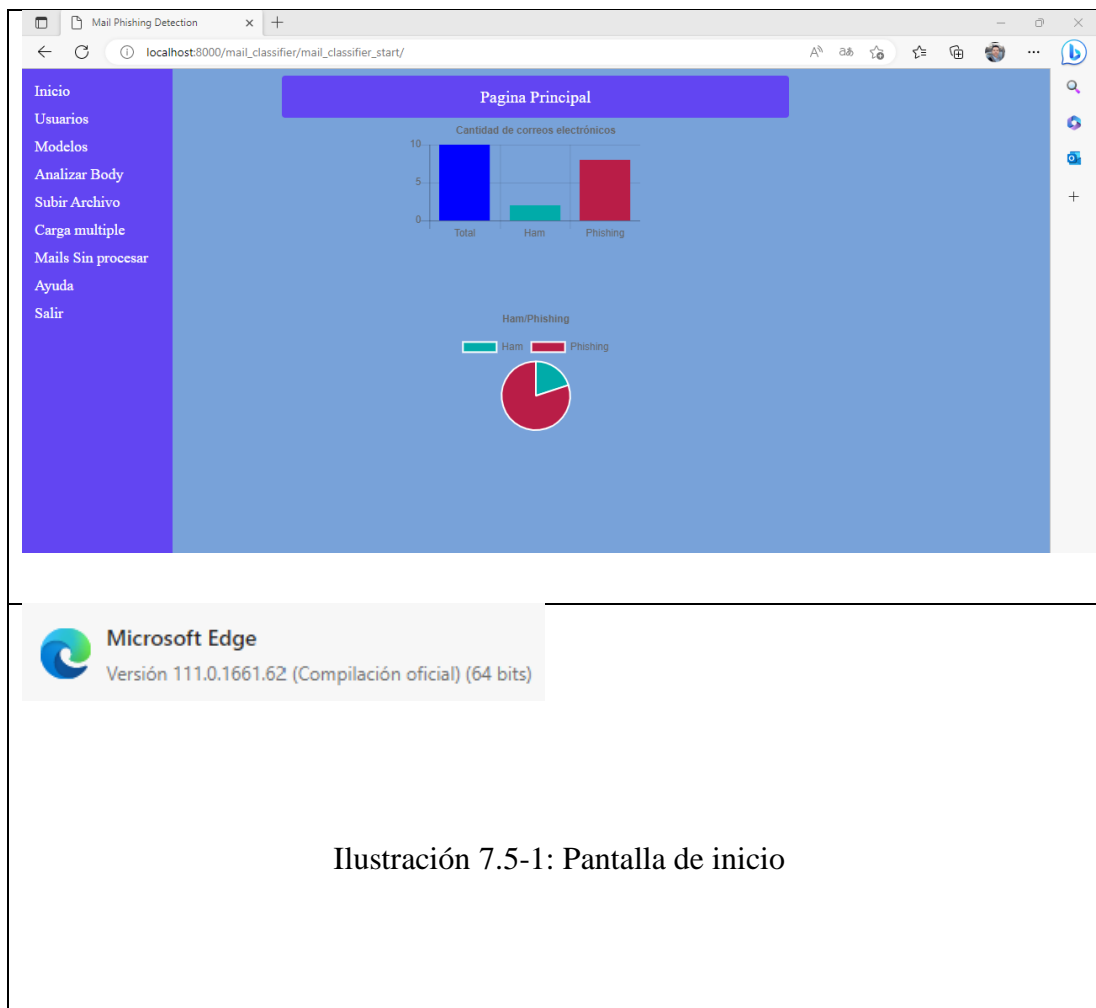 Mail Phishing Detection
localhost:8000/mail_classifier/mail_classifier_start/
Inicio
Usuarios
Modelos
Analizar Body
Subir Archivo
Carga multiple
Mails Sin procesar
Ayuda
Salir
Pagina Principal
Cantidad de correos electrónicos
10
5
0
Total Ham Phishing
Ham/Phishing
Ham Phishing
Microsoft Edge
Versión 111.0.1661.62 (Compilación oficial) (64 bits)
Ilustración 7.5-1: Pantalla de inicio